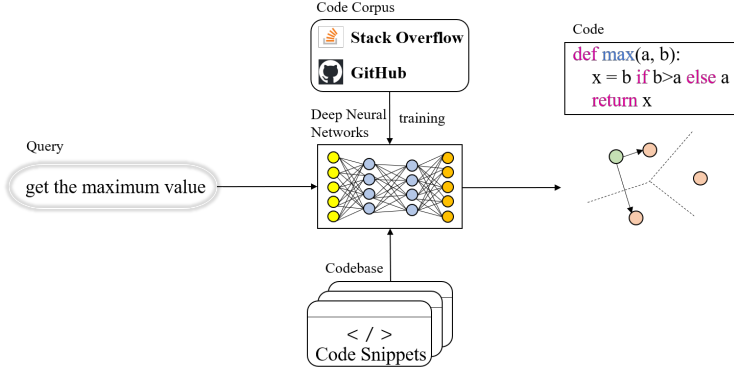 Code Corpus
Stack Overflow
GitHub
Code
def max(a, b):
x = b if b>a else a
return x
Deep Neural
Networks
training
Query
get the maximum value
Codebase
< / >
Code Snippets